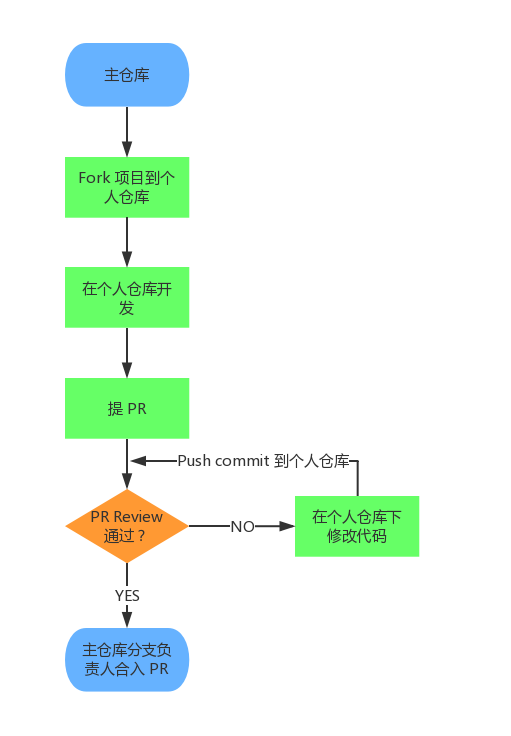 主仓库
Fork 项目到个
人仓库
在个人仓库开
发
提 PR
Push commit 到个人仓库
PR Review
通过？
NO
在个人仓库下
修改代码
YES
主仓库分支负
责人合入 PR